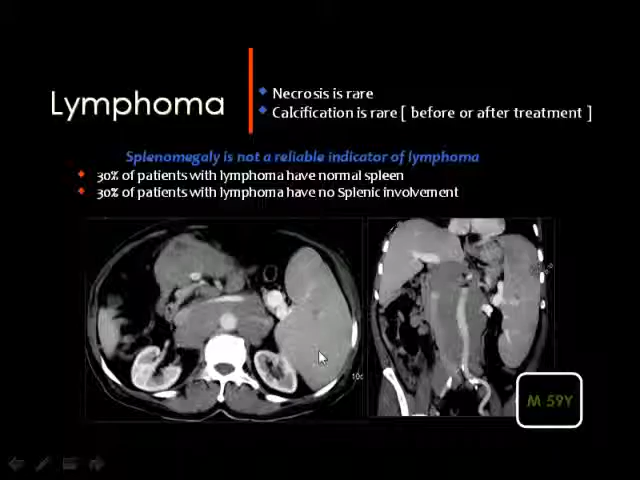 Lymphoma
Necrosis is rare
Calcification is rare [ before or after treatment ]
Splenomegaly is not a reliable indicator of lymphoma
30% of patients with lymphoma have normal spleen
30% of patients with lymphoma have no Splenic involvement
M 59Y